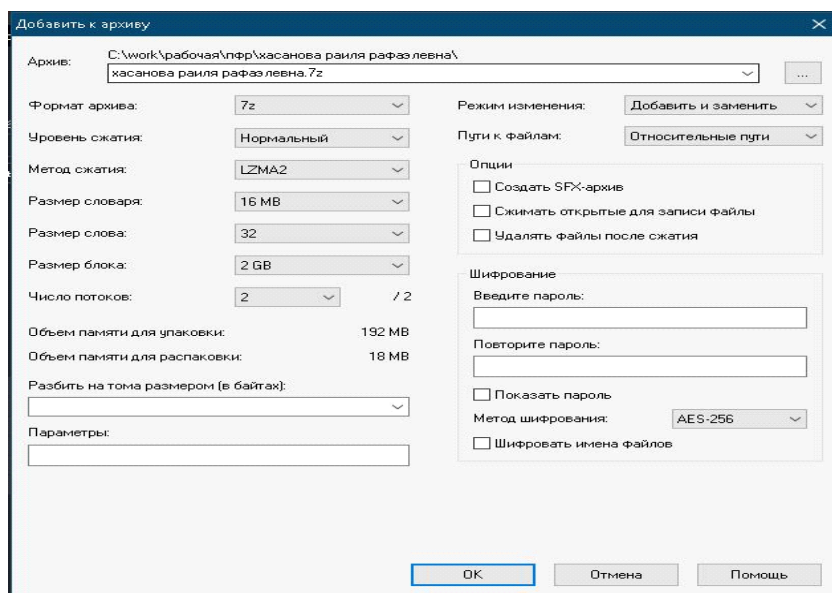 Добавить к архиву
Архив:
C:\work\рабочая\пфр\хасанова раиля рафаэлевна\
хасанова раиля рафаэлевна.7z
...
Формат архива:
7z
Уровень сжатия:
Нормальный
Метод сжатия:
LZMA2
Размер словаря:
16 MB
Размер слова:
32
Размер блока:
2 GB
Число потоков:
2
/ 2
Объем памяти для упаковки:
192 MB
Объем памяти для распаковки:
18 MB
Разбить на тома размером (в байтах):
Параметры:
Режим изменения:
Добавить и заменить
Пути к файлам:
Относительные пути
Опции
Создать SFX-архив
Сжимать открытые для записи файлы
Удалять файлы после сжатия
Шифрование
Введите пароль:
Повторите пароль:
Показать пароль
Метод шифрования:
AES-256
Шифровать имена файлов
OK
Отмена
Помощь